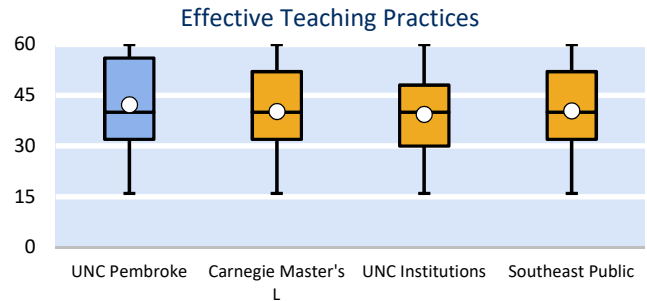 Effective Teaching Practices
60
45
30
15
0
UNC Pembroke
Carnegie Master's
L
UNC Institutions
Southeast Public